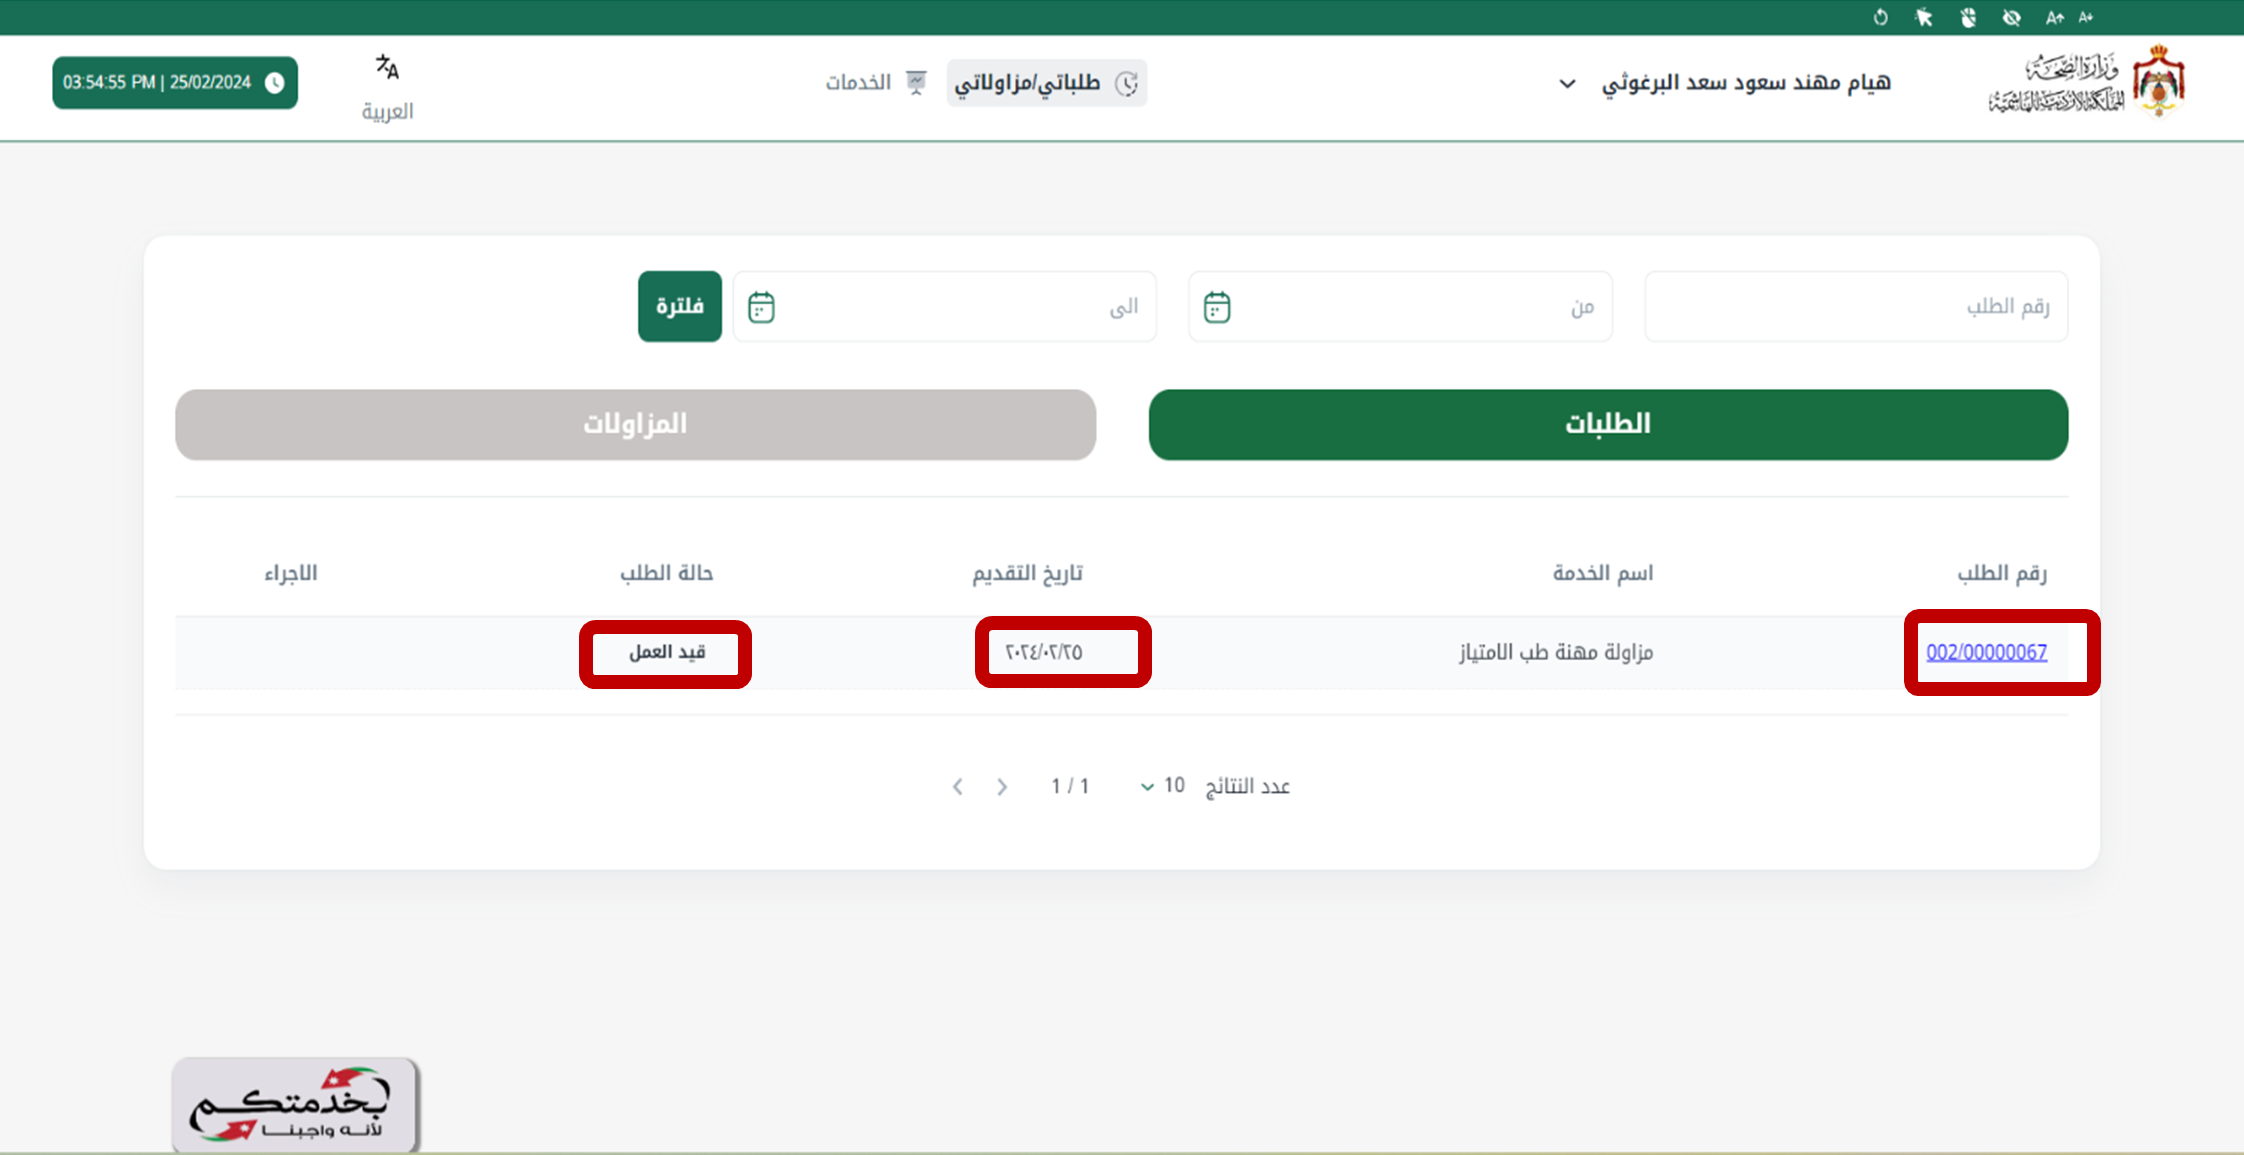 A+ A+
وزارة الصحة
المملكة الأردنية الهاشمية
هيام مهند سعود سعد البرغوثي
طلباتي/مزاولاتي
الخدمات
العربية
03:54:55 PM | 25/02/2024
رقم الطلب
من
الى
فلترة
الطلبات
المزاولات
رقم الطلب اسم الخدمة تاريخ التقديم حالة الطلب الاجراء
002/00000067 مزاولة مهنة طب الامتياز ٢٠٢٤/٠٢/٢٥ قيد العمل
عدد النتائج 10 1 / 1
بخدمتكم
لأنه واجبنا